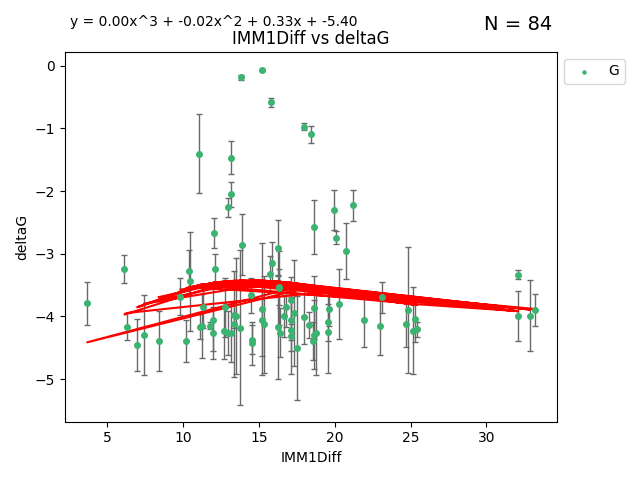 y = 0.00x^3 + -0.02x^2 + 0.33x + -5.40
N = 84
IMM1Diff vs deltaG
G
0
−1
−2
−3
−4
−5
deltaG
5 10 15 20 25 30
IMM1Diff